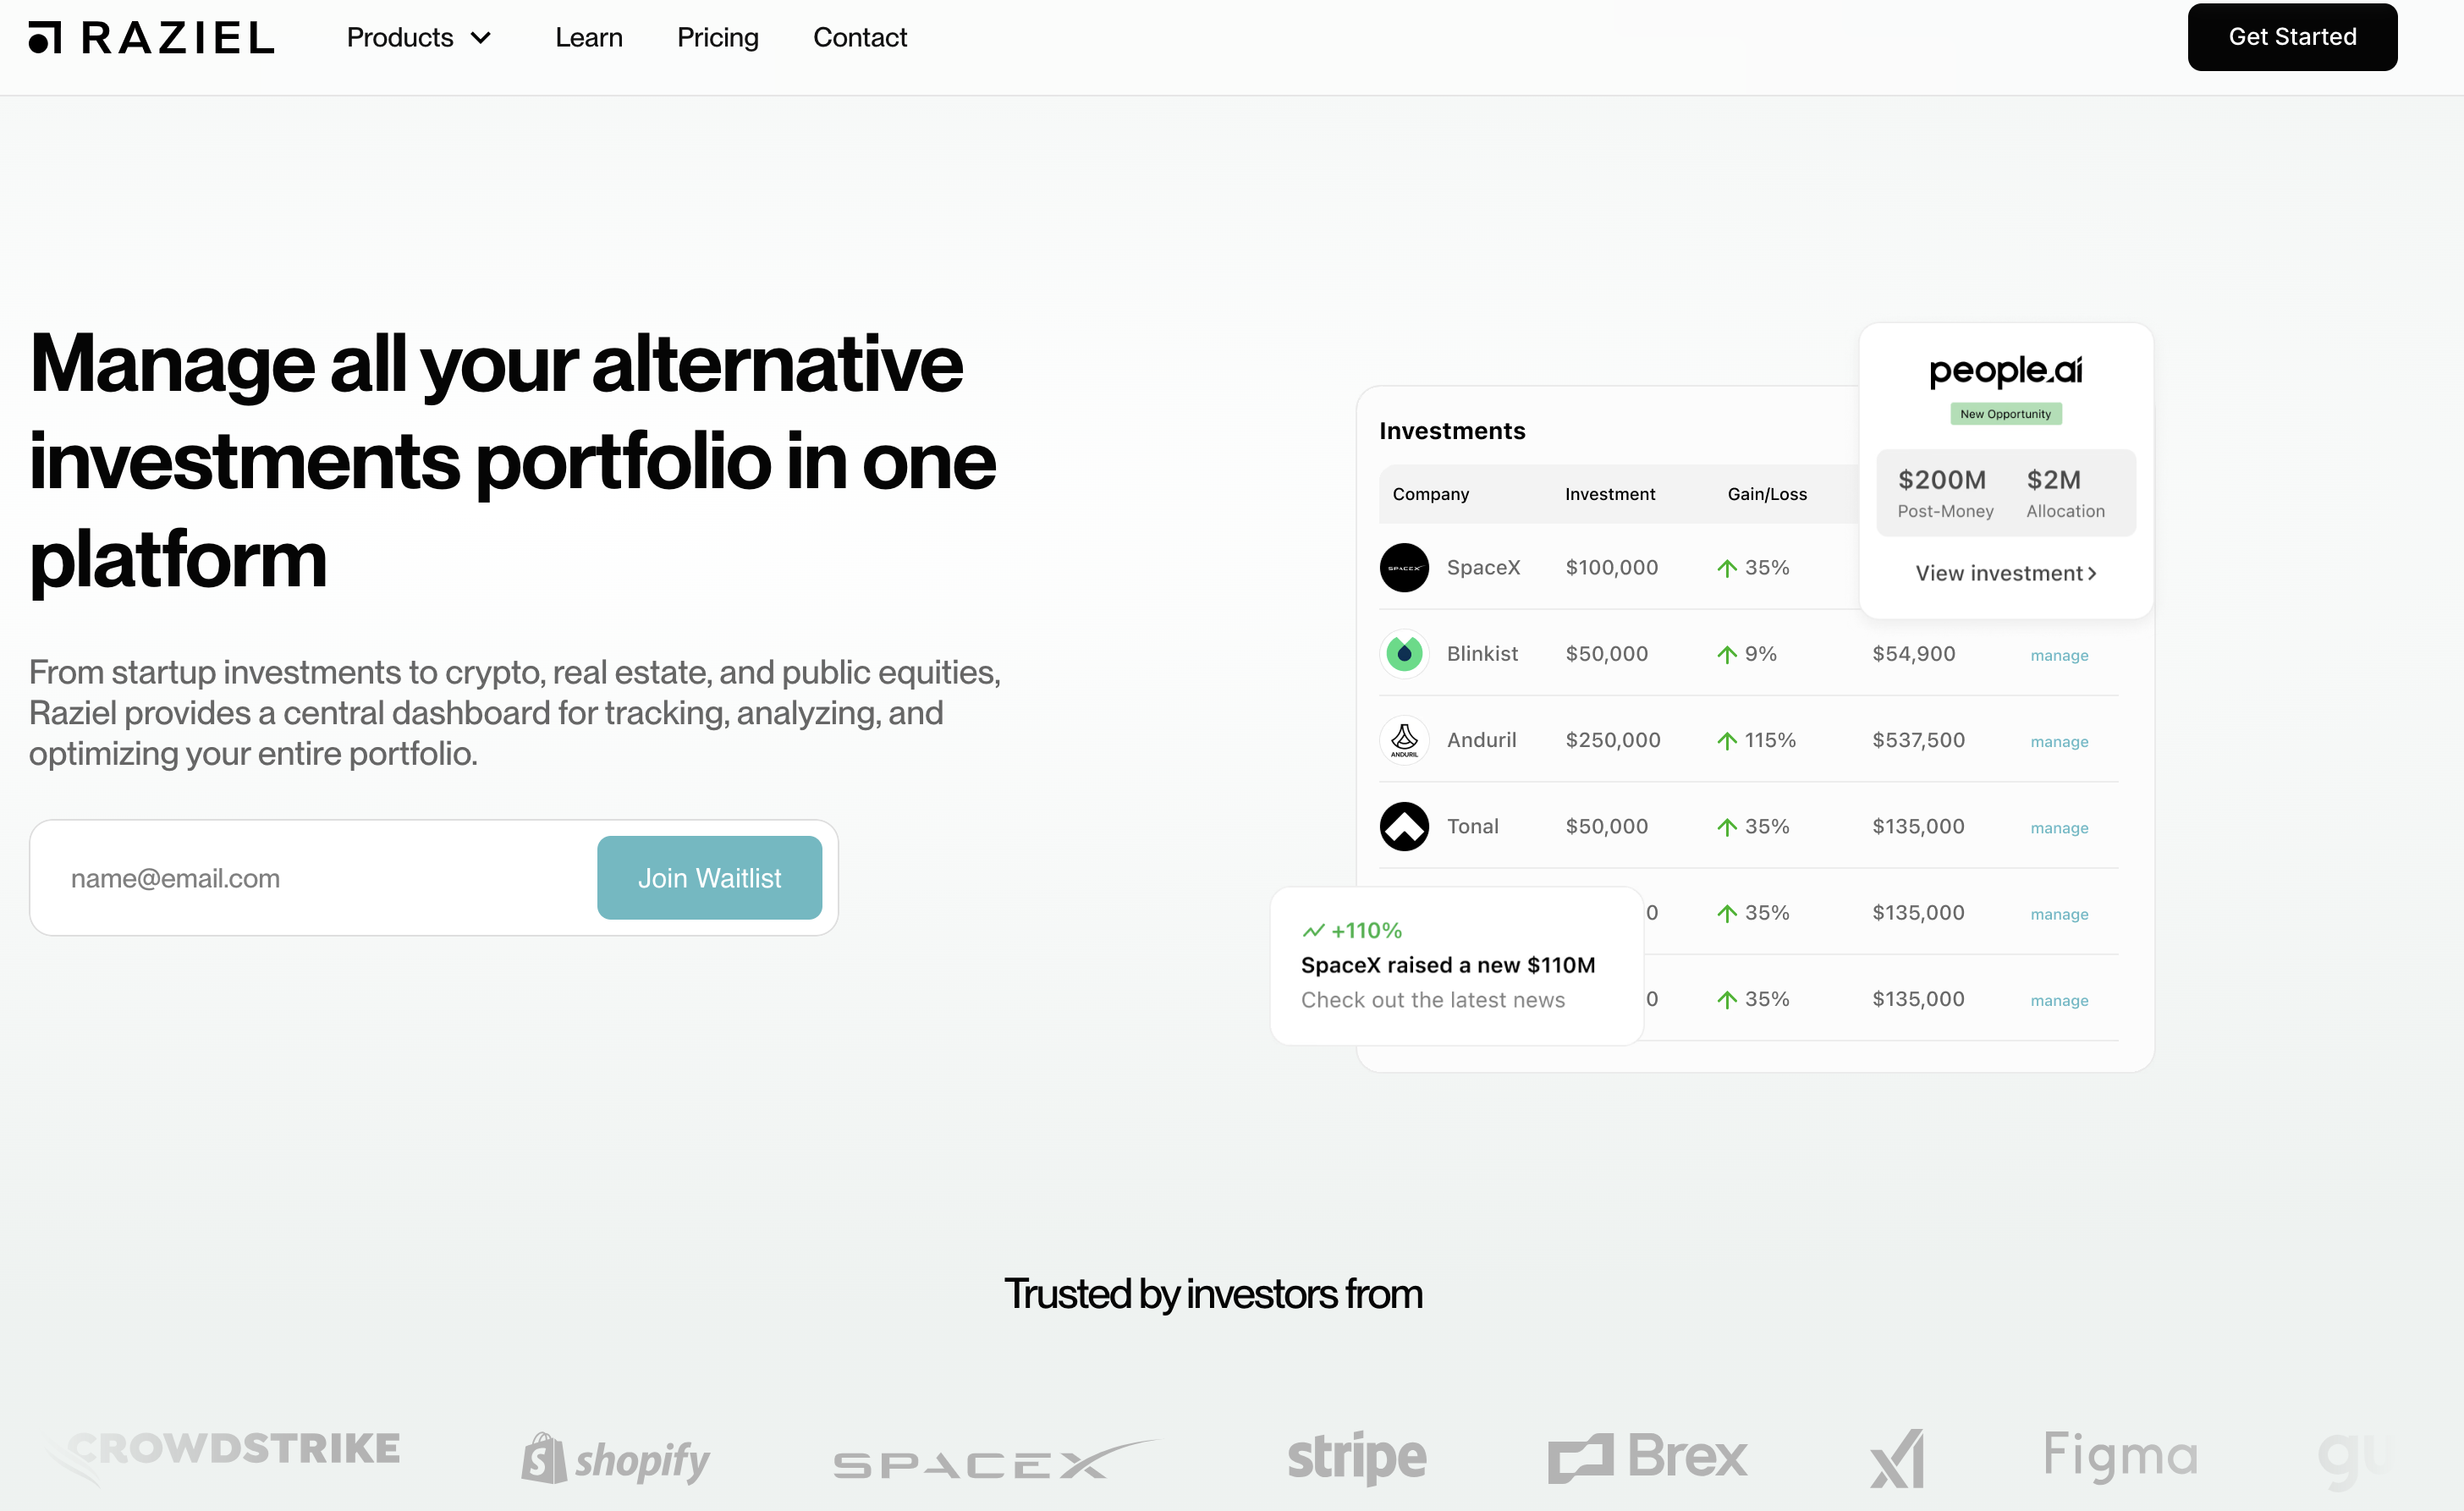 RAZIEL Products Learn Pricing Contact Get Started
Manage all your alternative
investments portfolio in one
platform
From startup investments to crypto, real estate, and public equities,
Raziel provides a central dashboard for tracking, analyzing, and
optimizing your entire portfolio.
name@email.com Join Waitlist
people.ai
New Opportunity
$200M $2M
Post-Money Allocation
View investment
Investments
Company Investment Gain/Loss
SPACEX SpaceX $100,000 35%
Blinkist $50,000 9% $54,900 manage
ANDURIL Anduril $250,000 115% $537,500 manage
Tonal $50,000 35% $135,000 manage
0 35% $135,000 manage
0 35% $135,000 manage
+110%
SpaceX raised a new $110M
Check out the latest news
Trusted by investors from
CROWDSTRIKE shopify SPACEX stripe Brex xI Figma gu